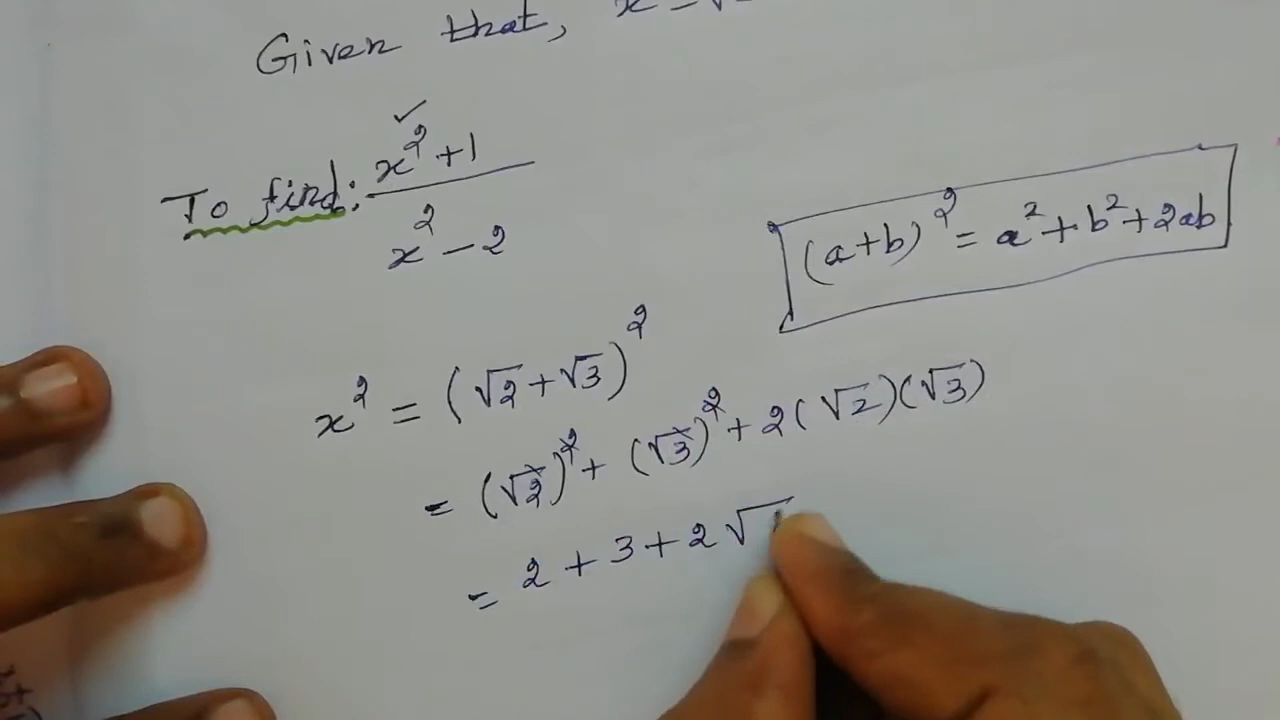 Given that, x = √
To find: x² + 1 / x² - 2
(a+b)² = a² + b² + 2ab
x² = (√2 + √3)²
= (√2)² + (√3)² + 2(√2)(√3)
= 2 + 3 + 2√